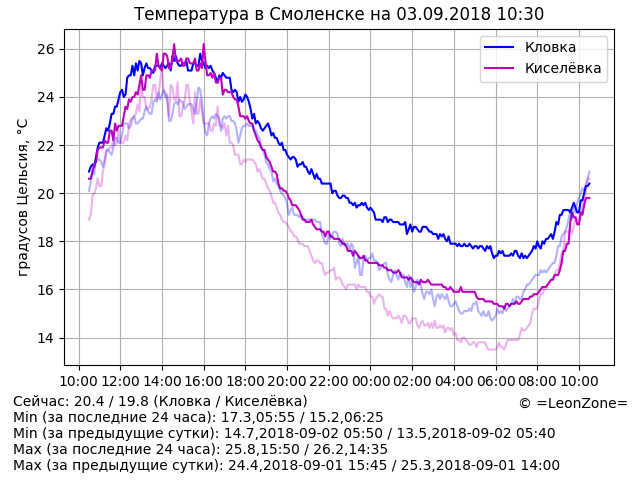 Температура в Смоленске на 03.09.2018 10:30
Кловка
Киселёвка
градусов Цельсия, °C
26
24
22
20
18
16
14
10:00 12:00 14:00 16:00 18:00 20:00 22:00 00:00 02:00 04:00 06:00 08:00 10:00
Сейчас: 20.4 / 19.8 (Кловка / Киселёвка)
© =LeonZone=
Min (за последние 24 часа): 17.3,05:55 / 15.2,06:25
Min (за предыдущие сутки): 14.7,2018-09-02 05:50 / 13.5,2018-09-02 05:40
Max (за последние 24 часа): 25.8,15:50 / 26.2,14:35
Max (за предыдущие сутки): 24.4,2018-09-01 15:45 / 25.3,2018-09-01 14:00